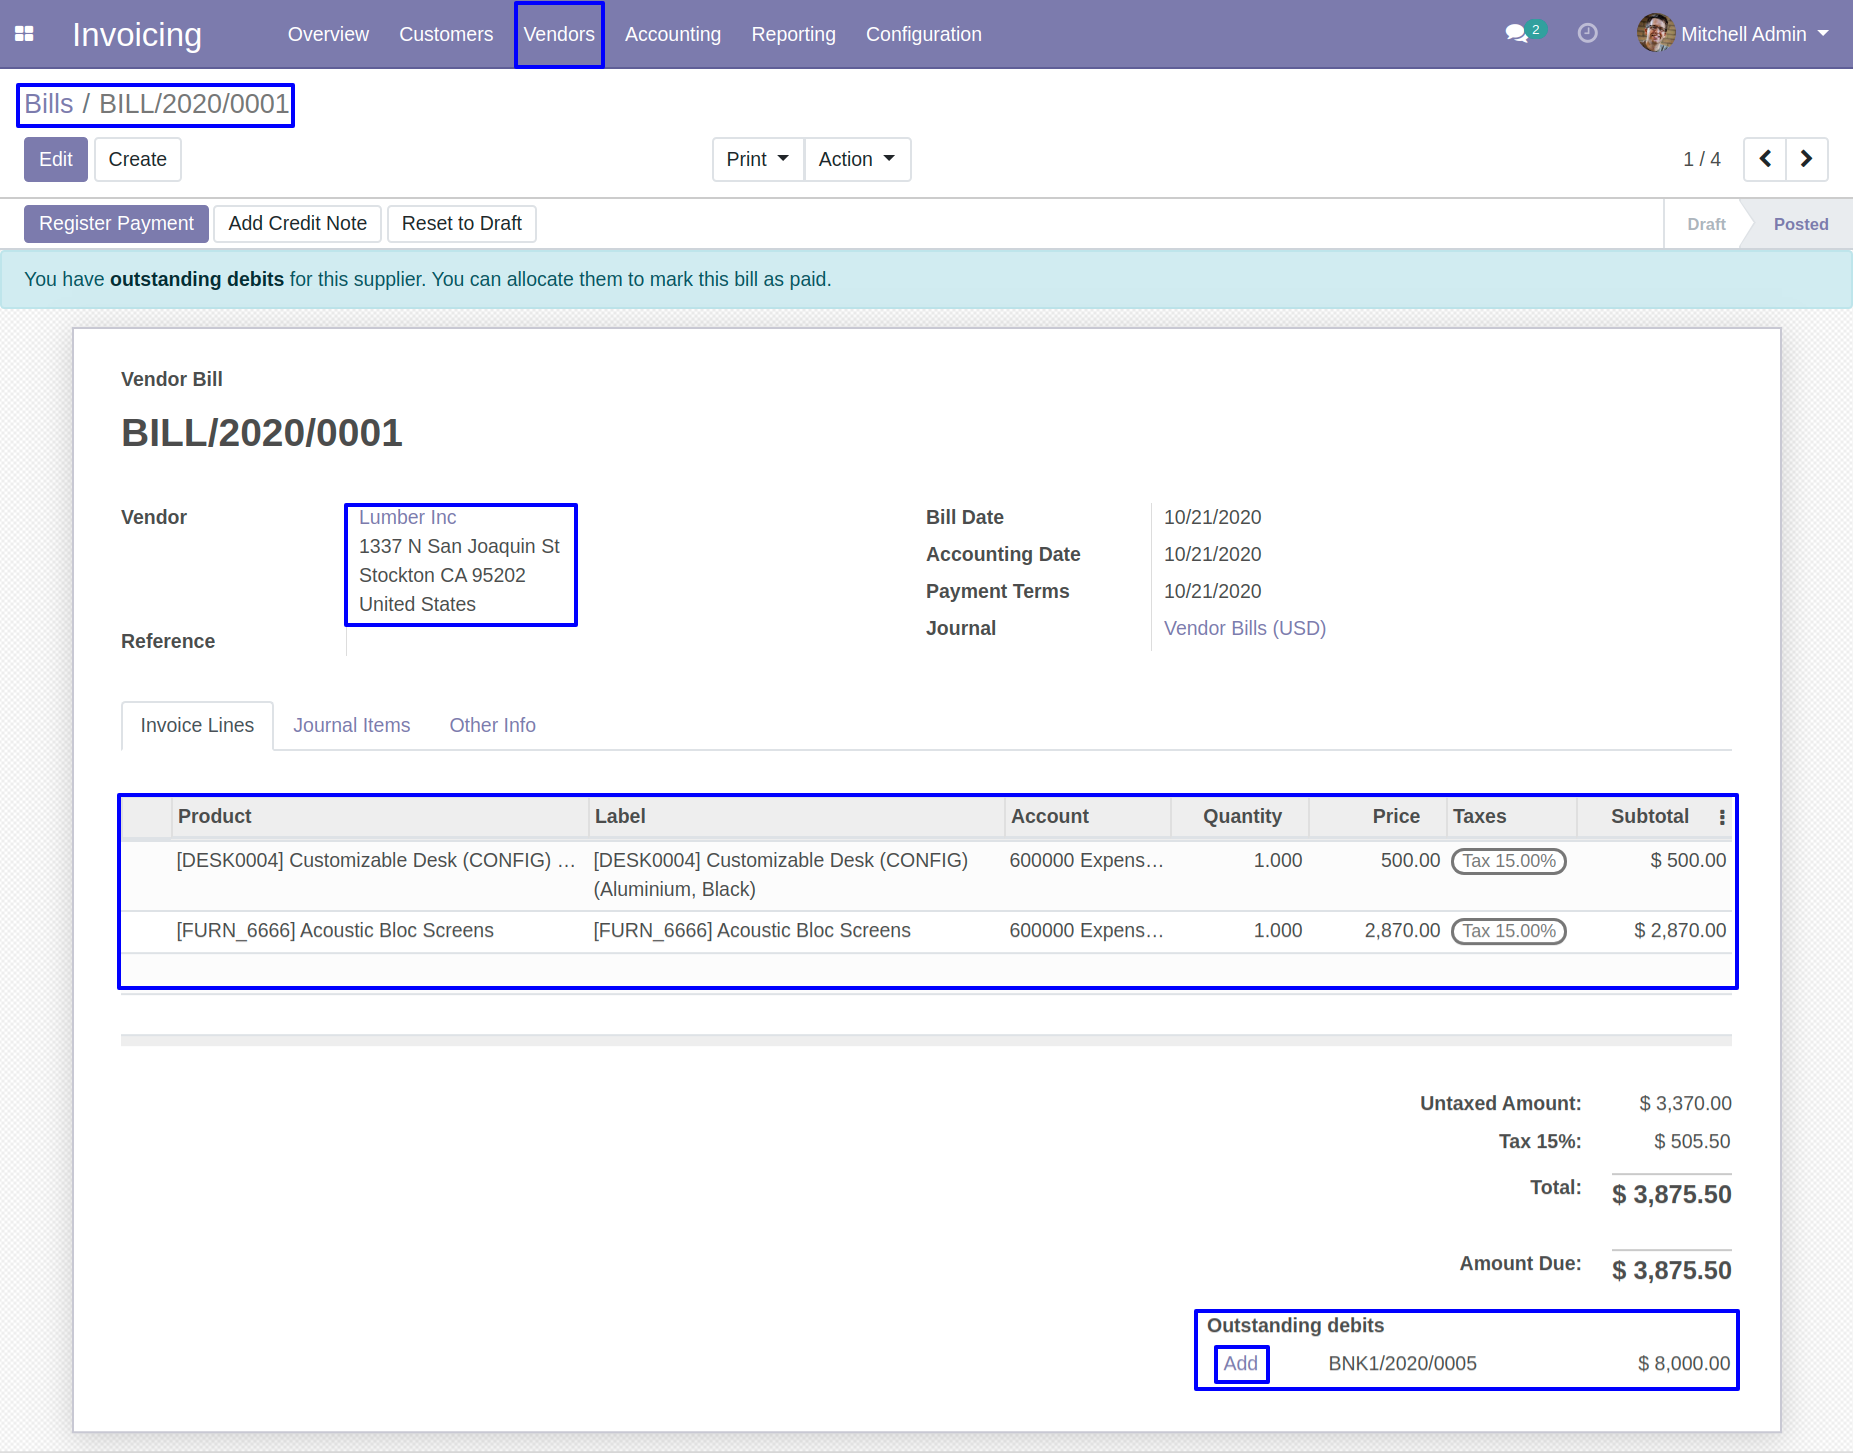 Invoicing Overview Customers Vendors Accounting Reporting Configuration 2 Mitchell Admin
Bills / BILL/2020/0001
Edit Create Print Action 1 / 4
Register Payment Add Credit Note Reset to Draft Draft Posted
You have outstanding debits for this supplier. You can allocate them to mark this bill as paid.
Vendor Bill
BILL/2020/0001
Vendor Lumber Inc Bill Date 10/21/2020
1337 N San Joaquin St Accounting Date 10/21/2020
Stockton CA 95202 Payment Terms 10/21/2020
United States Journal Vendor Bills (USD)
Reference
Invoice Lines Journal Items Other Info
Product Label Account Quantity Price Taxes Subtotal
[DESK0004] Customizable Desk (CONFIG) … [DESK0004] Customizable Desk (CONFIG) 600000 Expens… 1.000 500.00 Tax 15.00% $ 500.00
(Aluminium, Black)
[FURN_6666] Acoustic Bloc Screens [FURN_6666] Acoustic Bloc Screens 600000 Expens… 1.000 2,870.00 Tax 15.00% $ 2,870.00
Untaxed Amount: $ 3,370.00
Tax 15%: $ 505.50
Total: $ 3,875.50
Amount Due: $ 3,875.50
Outstanding debits
Add BNK1/2020/0005 $ 8,000.00